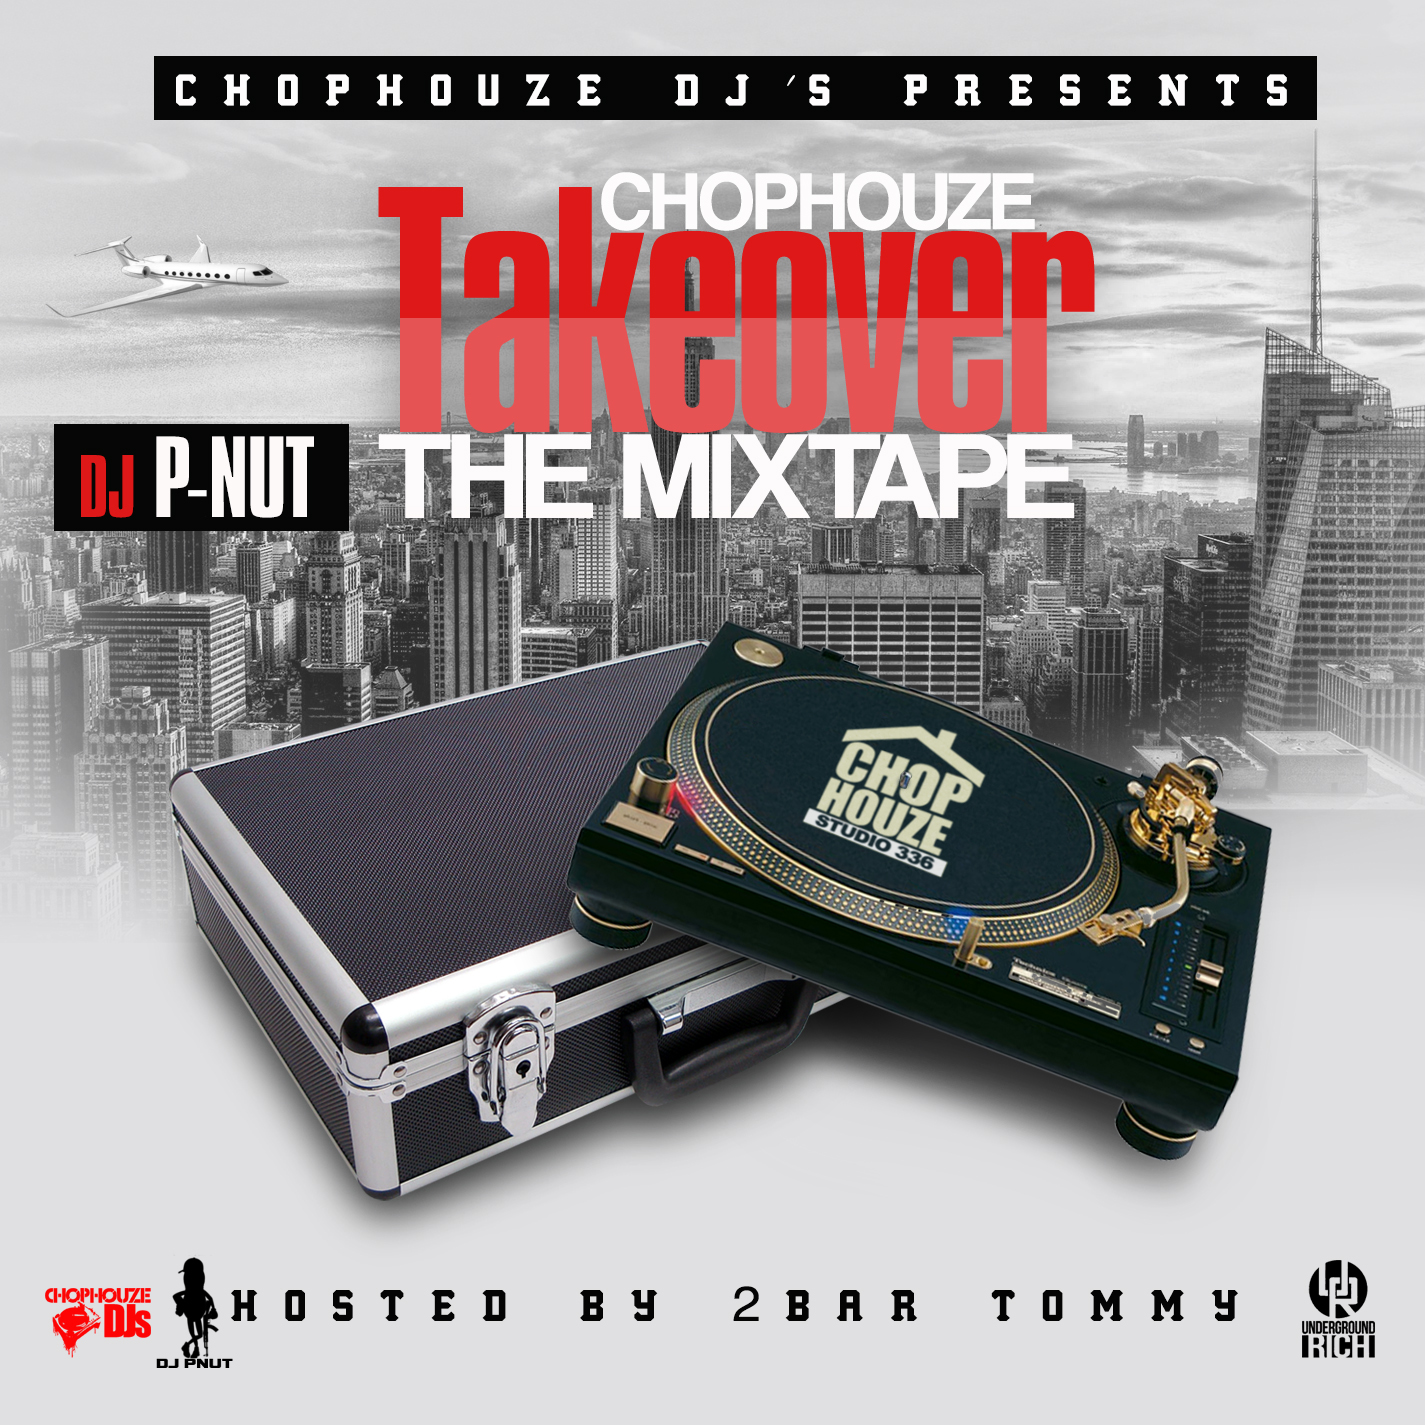 CHOPHOUZE DJ'S PRESENTS
CHOPHOUZE
Takeover
THE MIXTAPE
DJ P-NUT
CHOP
HOUZE
STUDIO 336
Technics
HOSTED BY 2BAR TOMMY
CHOPHOUZE
DJs
DJ PNUT
UNDERGROUND
RICH